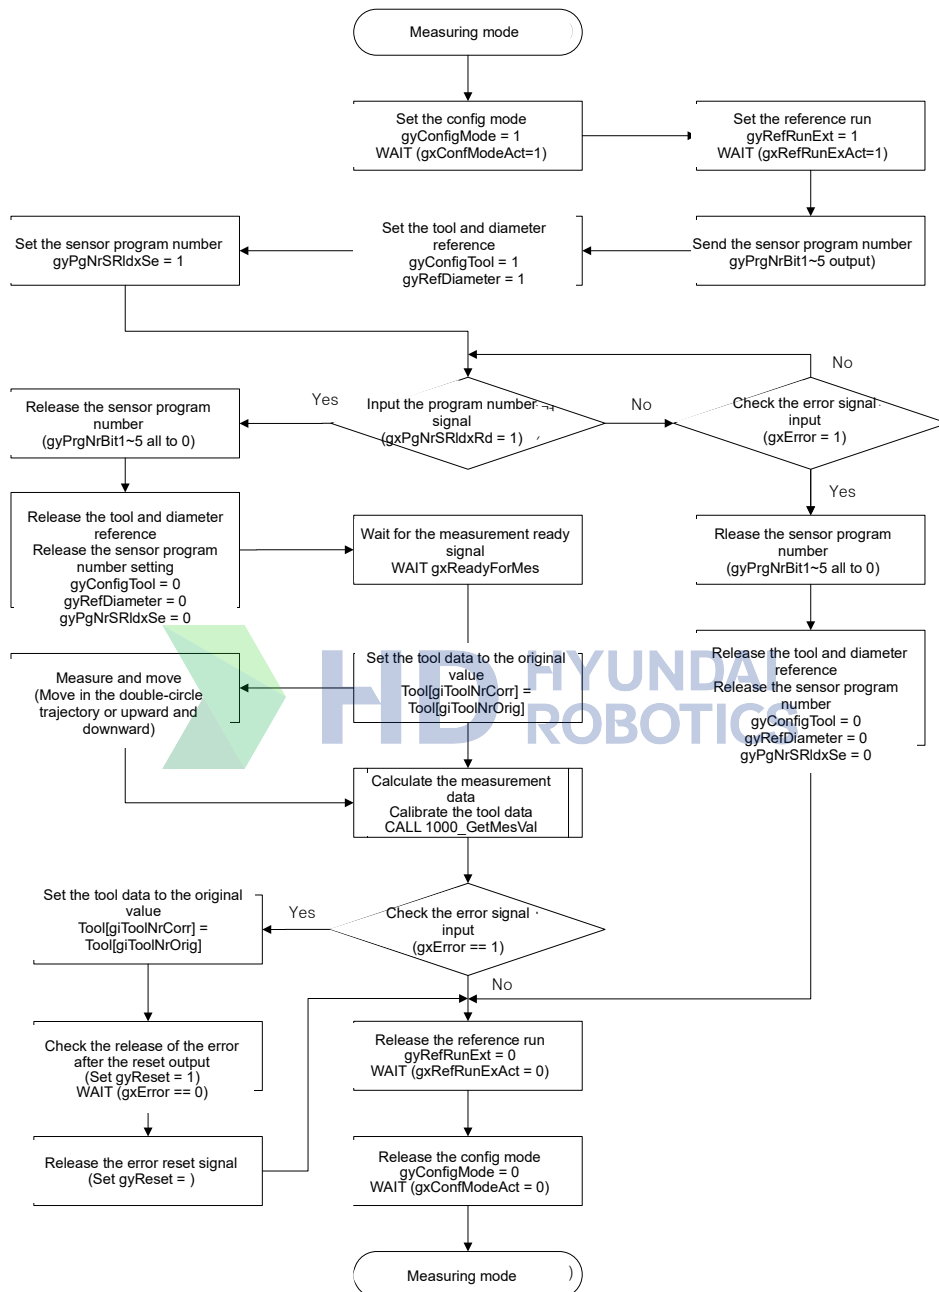 Measuring mode
Set the config mode
gyConfigMode = 1
WAIT (gxConfModeAct=1)
Set the reference run
gyRefRunExt = 1
WAIT (gxRefRunExAct=1)
Set the sensor program number
gyPgNrSRldxSe = 1
Set the tool and diameter
reference
gyConfigTool = 1
gyRefDiameter = 1
Send the sensor program number
gyPrgNrBit1~5 output)
No
Yes
Release the sensor program
number
(gyPrgNrBit1~5 all to 0)
Input the program number
signal
(gxPgNrSRldxRd = 1)
No
Check the error signal
input
(gxError = 1)
Yes
Release the tool and diameter
reference
Release the sensor program
number setting
gyConfigTool = 0
gyRefDiameter = 0
gyPgNrSRldxSe = 0
Wait for the measurement ready
signal
WAIT gxReadyForMes
Rlease the sensor program
number
(gyPrgNrBit1~5 all to 0)
Measure and move
(Move in the double-circle
trajectory or upward and
downward)
Set the tool data to the original
value
Tool[giToolNrCorr] =
Tool[giToolNrOrig]
Release the tool and diameter
reference
Release the sensor program
number
gyConfigTool = 0
gyRefDiameter = 0
gyPgNrSRldxSe = 0
HD HYUNDAI
ROBOTICS
Calculate the measurement
data
Calibrate the tool data
CALL 1000_GetMesVal
Set the tool data to the original
value
Tool[giToolNrCorr] =
Tool[giToolNrOrig]
Yes
Check the error signal
input
(gxError == 1)
No
Check the release of the error
after the reset output
(Set gyReset = 1)
WAIT (gxError == 0)
Release the reference run
gyRefRunExt = 0
WAIT (gxRefRunExAct = 0)
Release the error reset signal
(Set gyReset = )
Release the config mode
gyConfigMode = 0
WAIT (gxConfModeAct = 0)
Measuring mode )